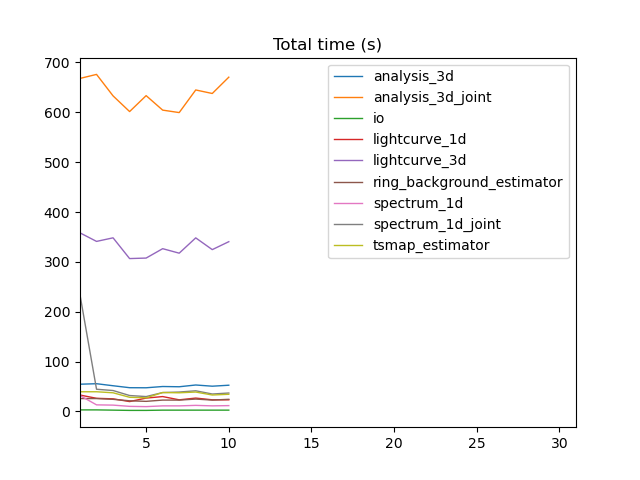 Total time (s)
700
600
500
400
300
200
100
0
5
10
15
20
25
30
analysis_3d
analysis_3d_joint
io
lightcurve_1d
lightcurve_3d
ring_background_estimator
spectrum_1d
spectrum_1d_joint
tsmap_estimator